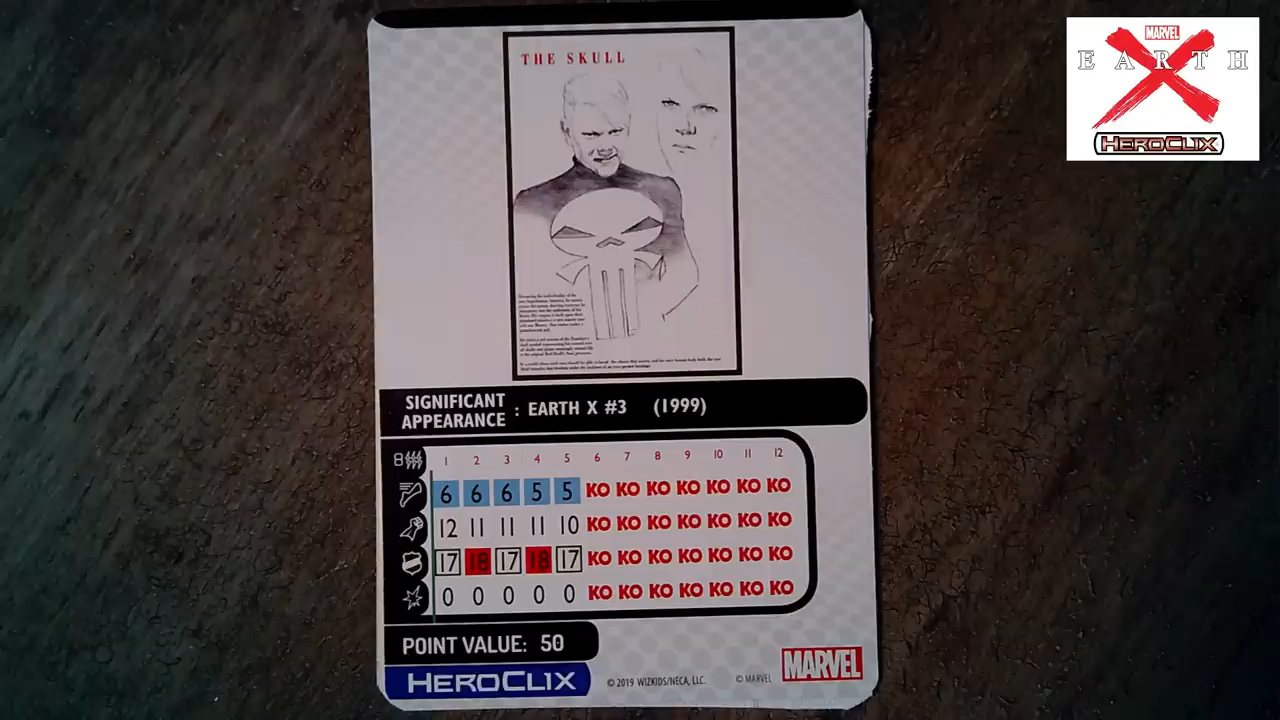 MARVEL
EARTH
HEROCLIX
THE SKULL
SIGNIFICANT APPEARANCE : EARTH X #3 (1999)
8 1 2 3 4 5 6 7 8 9 10 11 12
6 6 6 5 5 KO KO KO KO KO KO KO
12 11 11 11 10 KO KO KO KO KO KO KO
17 18 17 18 17 KO KO KO KO KO KO KO
0 0 0 0 0 KO KO KO KO KO KO KO
POINT VALUE: 50
HEROCLIX
© 2019 WIZKIDS/NECA, LLC.
© MARVEL
MARVEL